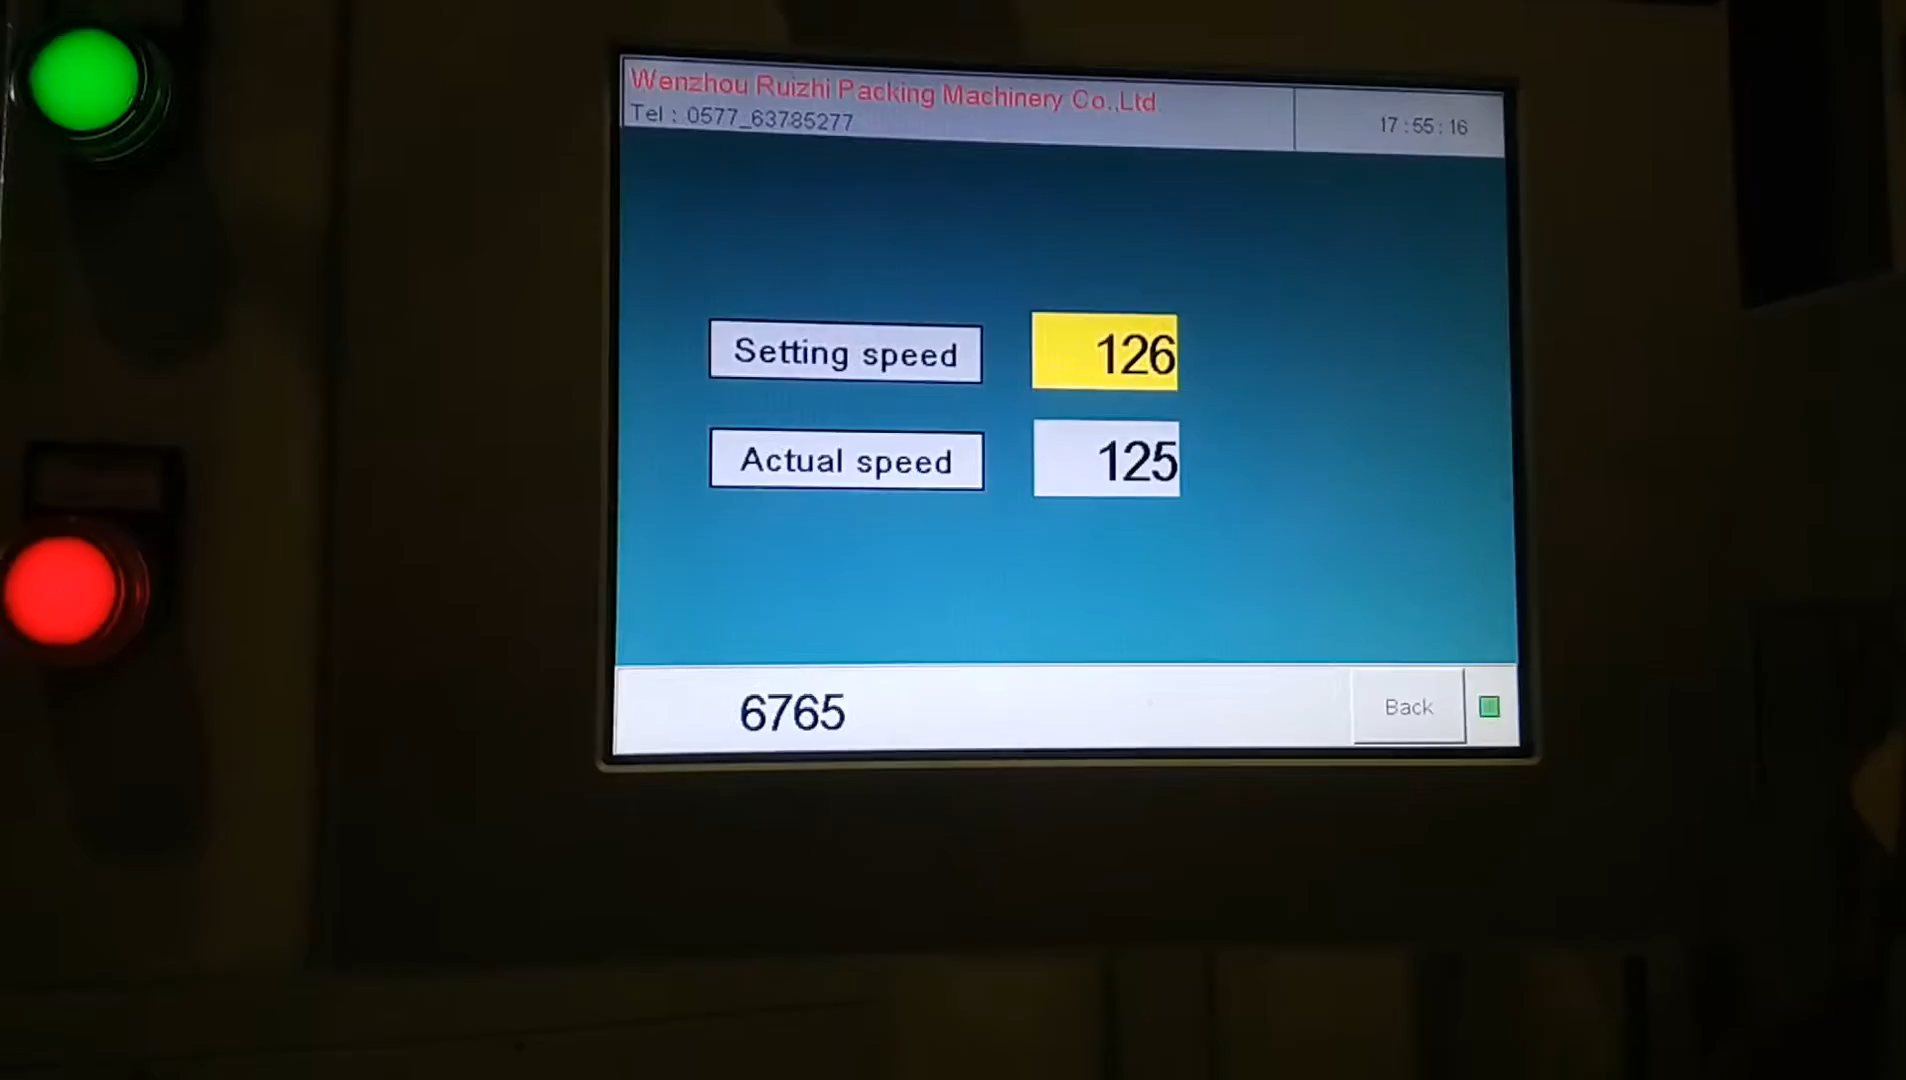 Wenzhou Ruizhi Packing Machinery Co.,Ltd.
Tel : 0577_63785277
17:55:16
Setting speed 126
Actual speed 125
6765
Back